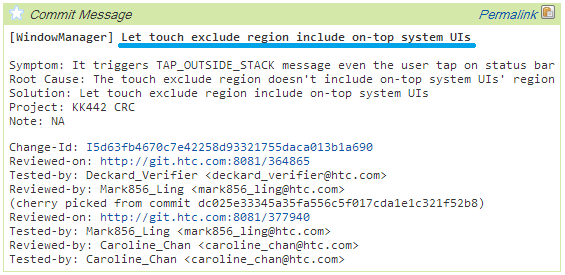 Commit Message
Permalink
[WindowManager] Let touch exclude region include on-top system UIs
Symptom: It triggers TAP_OUTSIDE_STACK message even the user tap on status bar
Root Cause: The touch exclude region doesn't include on-top system UIs' region
Solution: Let touch exclude region include on-top system UIs
Project: KK442 CRC
Note: NA
Change-Id: I5d63fb4670c7e42258d93321755daca013b1a690
Reviewed-on: http://git.htc.com:8081/364865
Tested-by: Deckard_Verifier <deckard_verifier@htc.com>
Reviewed-by: Mark856_Ling <mark856_ling@htc.com>
(cherry picked from commit dc025e33345a35fa556c5f017cda1e1c321f52b8)
Reviewed-on: http://git.htc.com:8081/377940
Tested-by: Mark856_Ling <mark856_ling@htc.com>
Reviewed-by: Caroline_Chan <caroline_chan@htc.com>
Tested-by: Caroline_Chan <caroline_chan@htc.com>